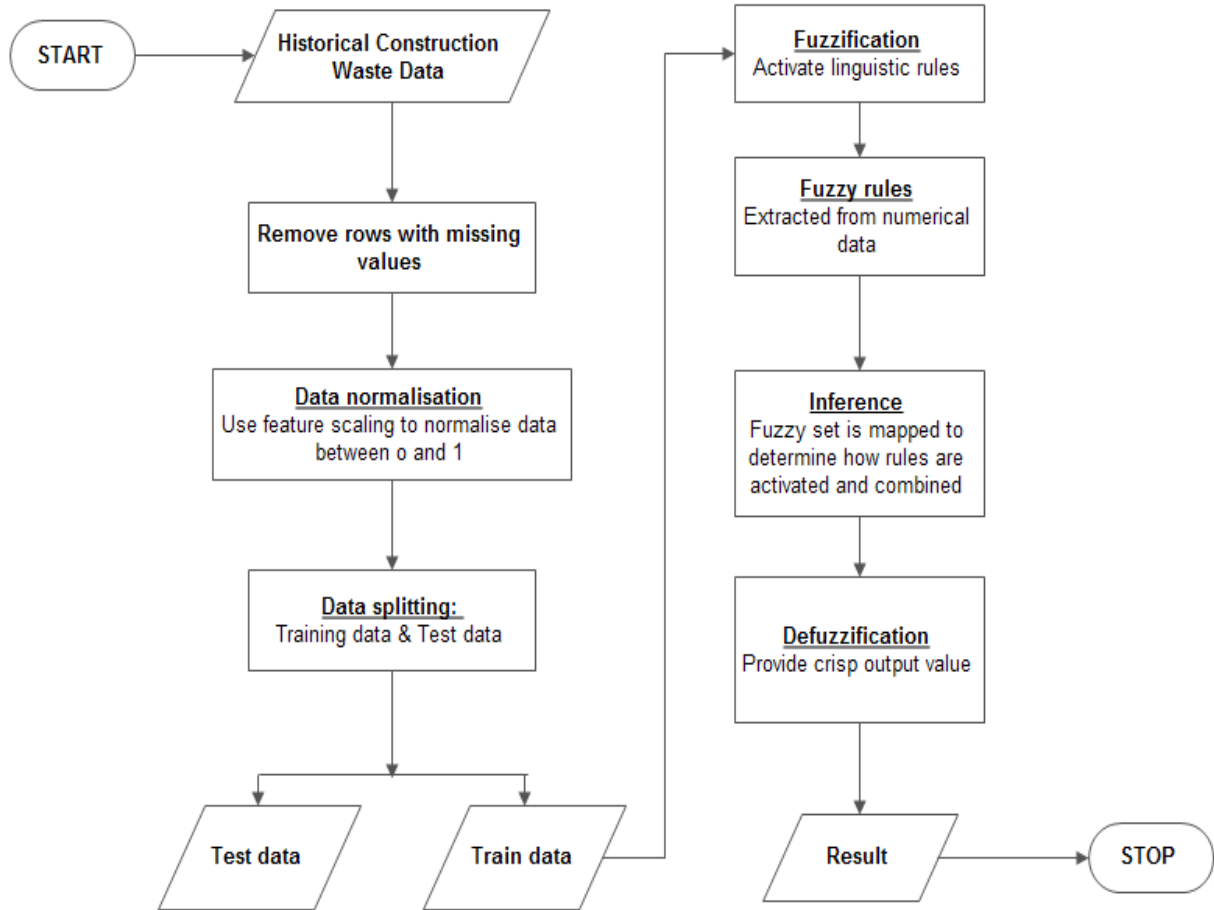 START
Historical Construction
Waste Data
Remove rows with missing
values
Data normalisation
Use feature scaling to normalise data
between o and 1
Data splitting:
Training data & Test data
Test data
Train data
Fuzzification
Activate linguistic rules
Fuzzy rules
Extracted from numerical
data
Inference
Fuzzy set is mapped to
determine how rules are
activated and combined
Defuzzification
Provide crisp output value
Result
STOP